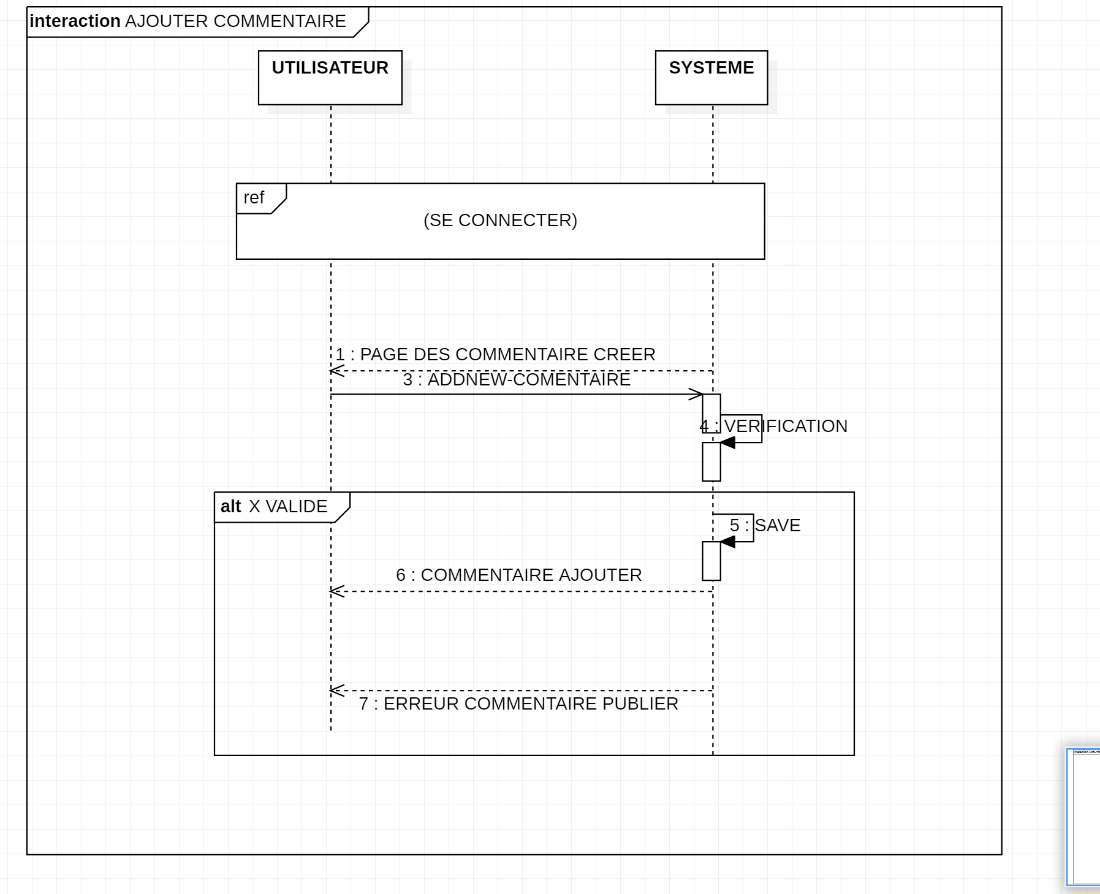 interaction AJOUTER COMMENTAIRE
UTILISATEUR
SYSTEME
ref
(SE CONNECTER)
1 : PAGE DES COMMENTAIRE CREER
3 : ADDNEW-COMENTAIRE
4 : VERIFICATION
alt X VALIDE
5 : SAVE
6 : COMMENTAIRE AJOUTER
7 : ERREUR COMMENTAIRE PUBLIER